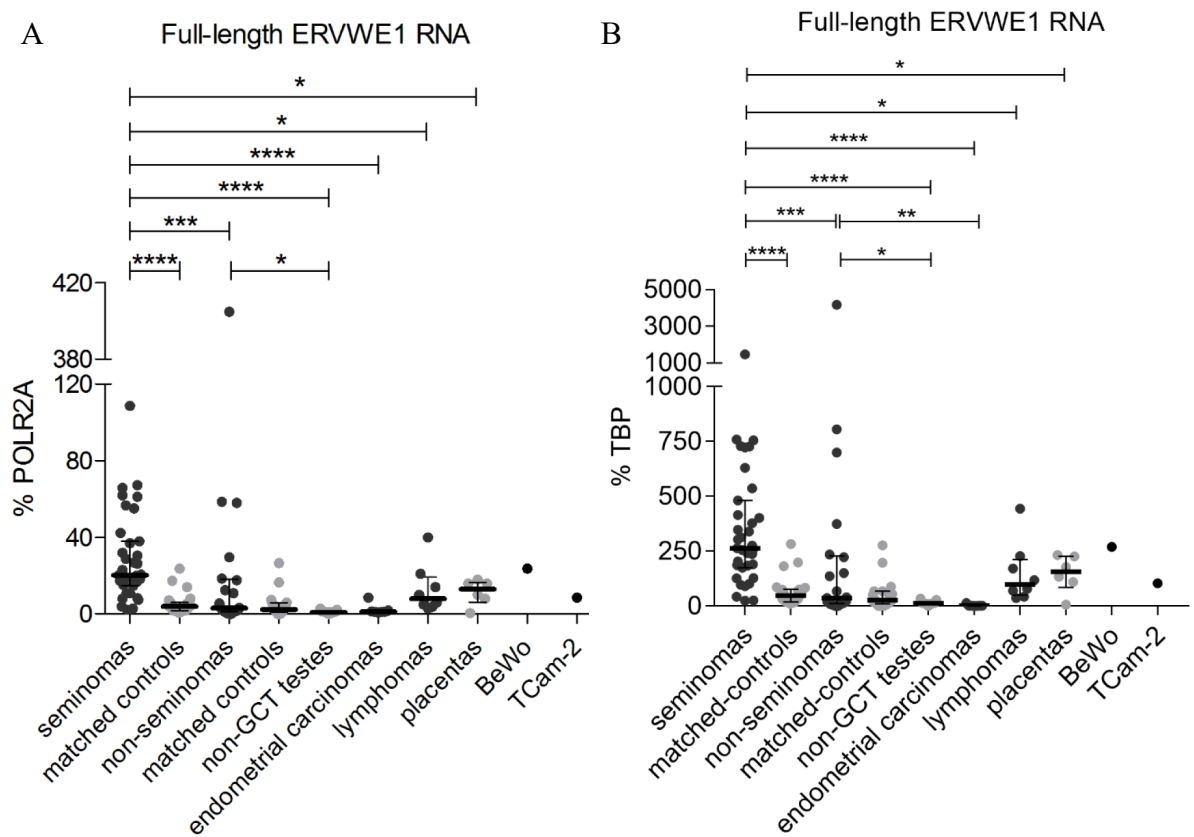 A
Full-length ERVWE1 RNA
*
*
****
****
***
****
*
% POLR2A
420
380
120
80
40
0
seminomas
matched controls
non-seminomas
matched controls
non-GCT testes
endometrial carcinomas
lymphomas
placentas
BeWo
TCam-2
B
Full-length ERVWE1 RNA
*
*
****
****
***
**
****
*
% TBP
5000
3000
1000
1000
750
500
250
0
seminomas
matched-controls
non-seminomas
matched-controls
non-GCT testes
endometrial carcinomas
lymphomas
placentas
BeWo
TCam-2